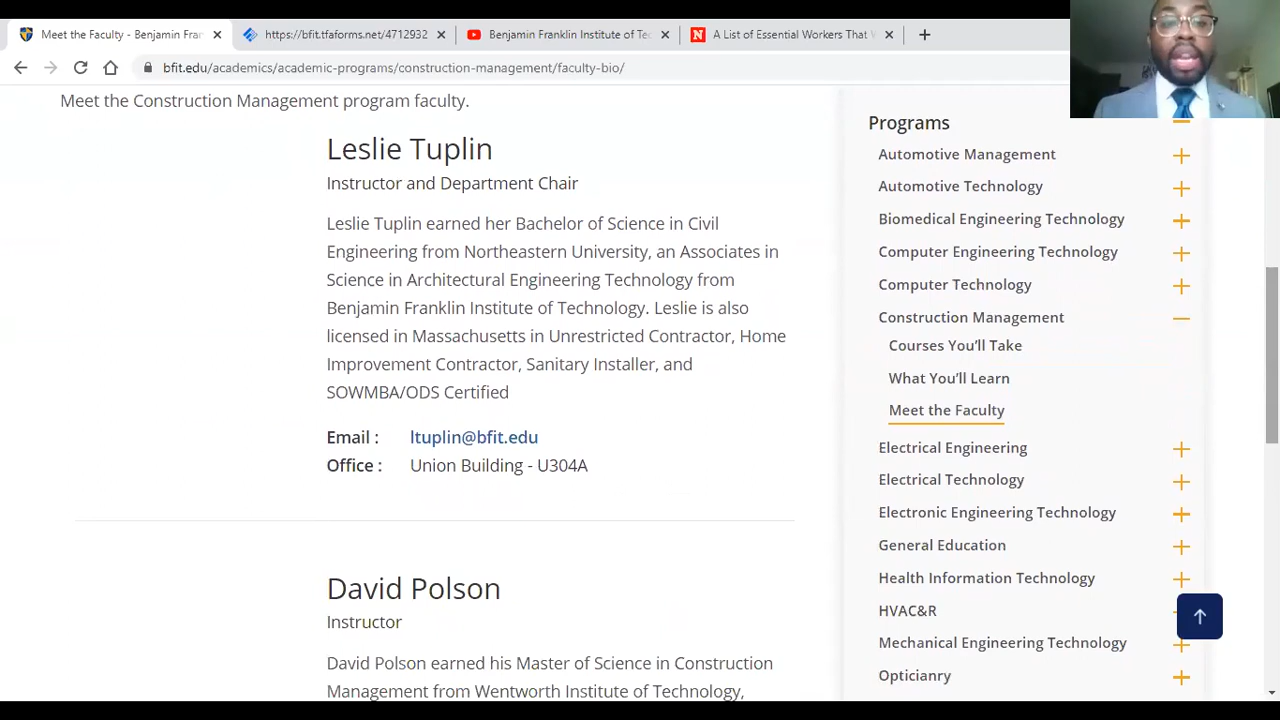 Meet the Faculty - Benjamin Fran
https://bfit.tfaforms.net/4712932
Benjamin Franklin Institute of Te
A List of Essential Workers That W
bfit.edu/academics/academic-programs/construction-management/faculty-bio/
Meet the Construction Management program faculty.
Leslie Tuplin
Instructor and Department Chair
Leslie Tuplin earned her Bachelor of Science in Civil
Engineering from Northeastern University, an Associates in
Science in Architectural Engineering Technology from
Benjamin Franklin Institute of Technology. Leslie is also
licensed in Massachusetts in Unrestricted Contractor, Home
Improvement Contractor, Sanitary Installer, and
SOWMBA/ODS Certified
Email : ltuplin@bfit.edu
Office : Union Building - U304A
David Polson
Instructor
David Polson earned his Master of Science in Construction
Management from Wentworth Institute of Technology,
Programs
Automotive Management
Automotive Technology
Biomedical Engineering Technology
Computer Engineering Technology
Computer Technology
Construction Management
Courses You'll Take
What You'll Learn
Meet the Faculty
Electrical Engineering
Electrical Technology
Electronic Engineering Technology
General Education
Health Information Technology
HVAC&R
Mechanical Engineering Technology
Opticianry